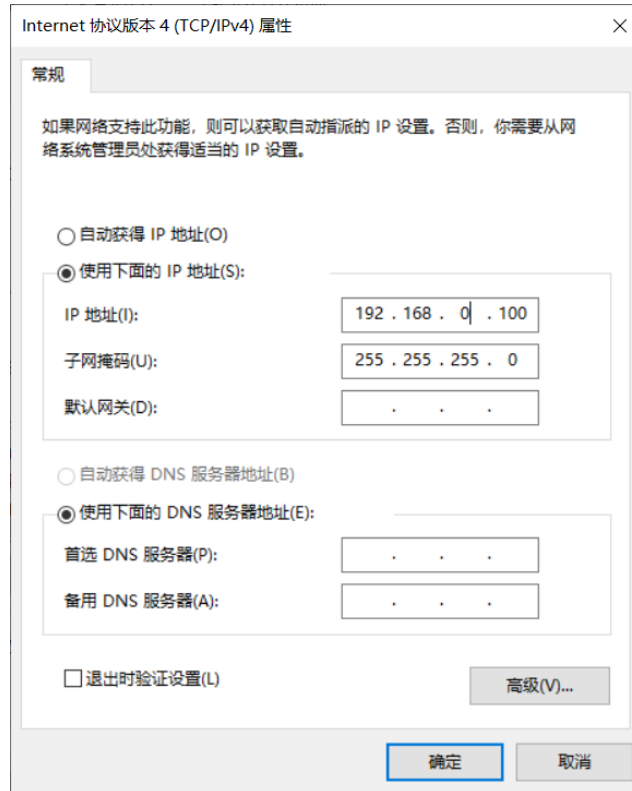 Internet 协议版本 4 (TCP/IPv4) 属性
常规
如果网络支持此功能，则可以获取自动指派的 IP 设置。否则，你需要从网
络系统管理员处获得适当的 IP 设置。
自动获得 IP 地址(O)
使用下面的 IP 地址(S):
IP 地址(I): 192 . 168 . 0 . 100
子网掩码(U): 255 . 255 . 255 . 0
默认网关(D): . . .
自动获得 DNS 服务器地址(B)
使用下面的 DNS 服务器地址(E):
首选 DNS 服务器(P): . . .
备用 DNS 服务器(A): . . .
退出时验证设置(L)
高级(V)...
确定 取消